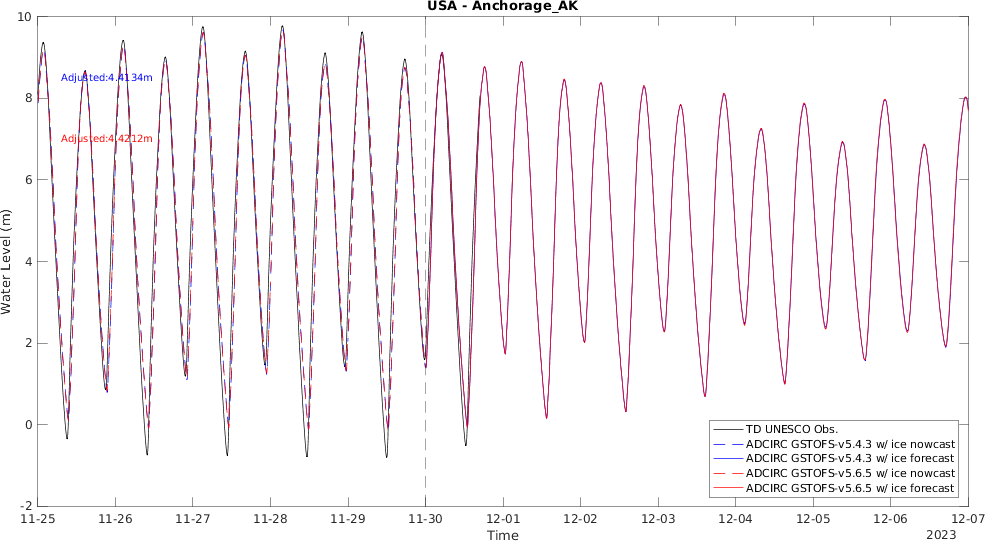 USA - Anchorage_AK
10
8
6
4
2
0
-2
Water Level (m)
Adjusted:4.4134m
Adjusted:4.4212m
TD UNESCO Obs.
ADCIRC GSTOFS-v5.4.3 w/ ice nowcast
ADCIRC GSTOFS-v5.4.3 w/ ice forecast
ADCIRC GSTOFS-v5.6.5 w/ ice nowcast
ADCIRC GSTOFS-v5.6.5 w/ ice forecast
11-25 11-26 11-27 11-28 11-29 11-30 12-01 12-02 12-03 12-04 12-05 12-06 12-07
Time
2023